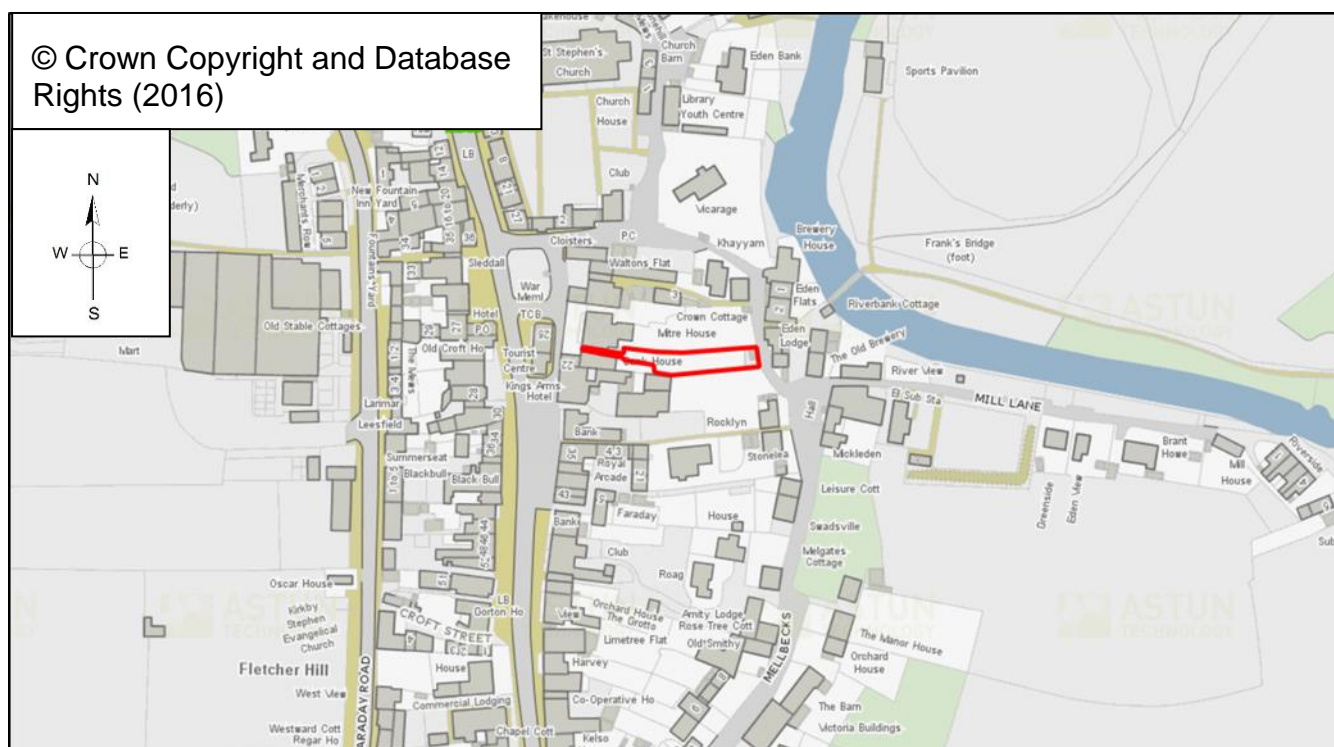 © Crown Copyright and Database
Rights (2016)
N
W
E
S
St Stephen's
Church
Church
Barn
Eden Bank
Sports Pavilion
Church
House
Library
Youth Centre
Club
Vicarage
Khayyam
Brewery
House
Frank's Bridge
(foot)
Riverbank Cottage
LB
New Fountain
Inn Yard
Merchants Row
Fountains Yard
Cloisters
PC
Waltons Flat
Sleddall
War
Meml
TCB
Hotel
PO
Old Croft Ho
Tourist
Centre
Kings Arms
Hotel
Crown Cottage
Mitre House
Eden
Flats
Eden
Lodge
The Old Brewery
River View
El Sub Sta
MILL LANE
Old Stable Cottages
Mart
The Mews
Larimar
Leesfield
Summerseat
Blackbull
Black Bull
Bank
Royal
Arcade
Rocklyn
Stonelea
Hall
Mickleden
Leisure Cott
Swadsville
Melgates
Cottage
Greenside
Eden View
Brant
Howe
Mill
House
Riverside
Faraday
House
Bank
Club
Roag
Oscar House
Kirkby
Stephen
Evangelical
Church
Fletcher Hill
West View
Westward Cott
Regar Ho
ARADAY ROAD
CROFT STREET
LB
Gorton Ho
House
Commercial Lodging
Chapel Cott
View
Orchard House
The Grotto
Limetree Flat
Harvey
Co-Operative Ho
Kelso
Amity Lodge
Rose Tree Cott
Old Smithy
MELLBECKS
The Manor House
Orchard
House
The Barn
Victoria Buildings
ASTUN
TECHNOLOGY